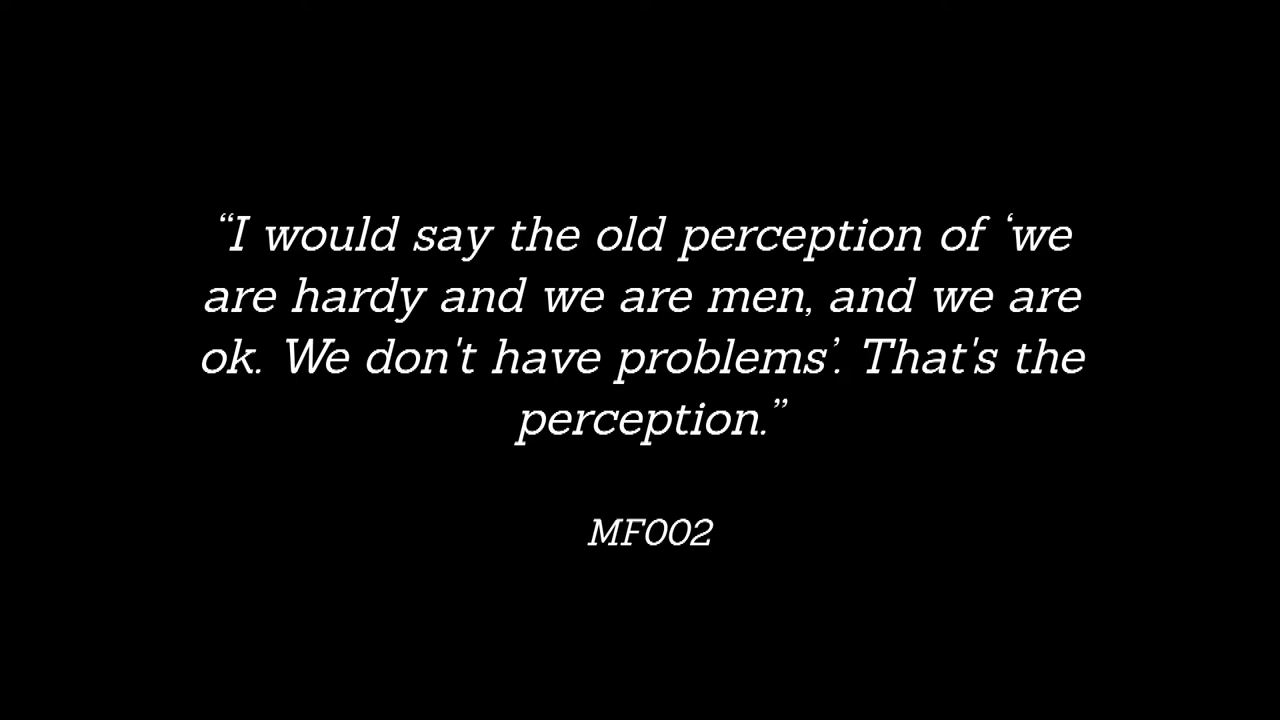 “I would say the old perception of ‘we
are hardy and we are men, and we are
ok. We don't have problems’. That's the
perception.”
MF002